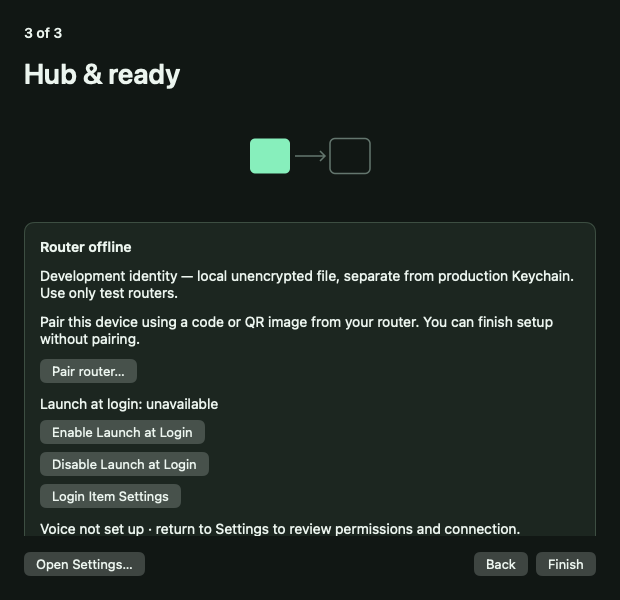 3 of 3
Hub & ready
Router offline
Development identity — local unencrypted file, separate from production Keychain.
Use only test routers.
Pair this device using a code or QR image from your router. You can finish setup
without pairing.
Pair router...
Launch at login: unavailable
Enable Launch at Login
Disable Launch at Login
Login Item Settings
Voice not set up · return to Settings to review permissions and connection.
Open Settings...
Back
Finish